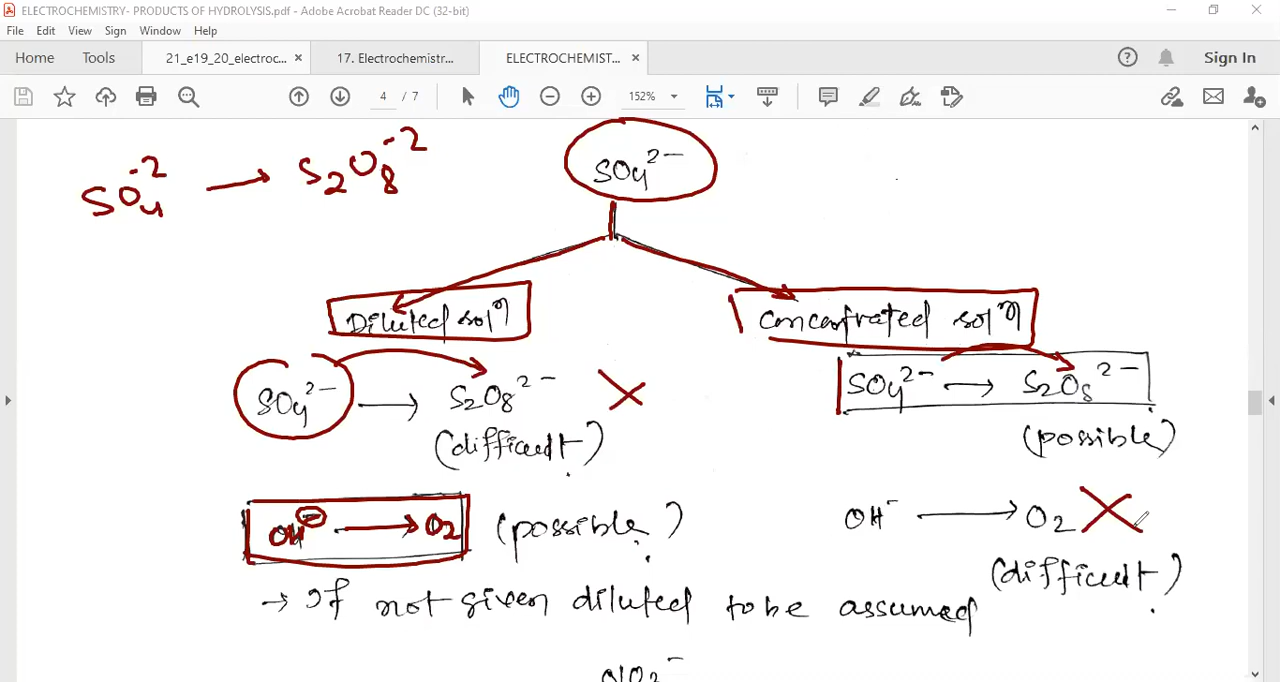 ELECTROCHEMISTRY- PRODUCTS OF HYDROLYSIS.pdf - Adobe Acrobat Reader DC (32-bit)
File Edit View Sign Window Help
Home Tools 21_e19_20_electroc... × 17. Electrochemistr... ELECTROCHEMIST... × Sign In
4 / 7 152%
SO4^-2 → S2O8^-2
SO4^2-
Diluted sol^n
Concentrated sol^n
SO4^2- → S2O8^2- ×
SO4^2- → S2O8^2-
(difficult)
(possible)
OH^⊖ → O2 (possible)
OH^- → O2 ×
(difficult)
→ If not given diluted to be assumed